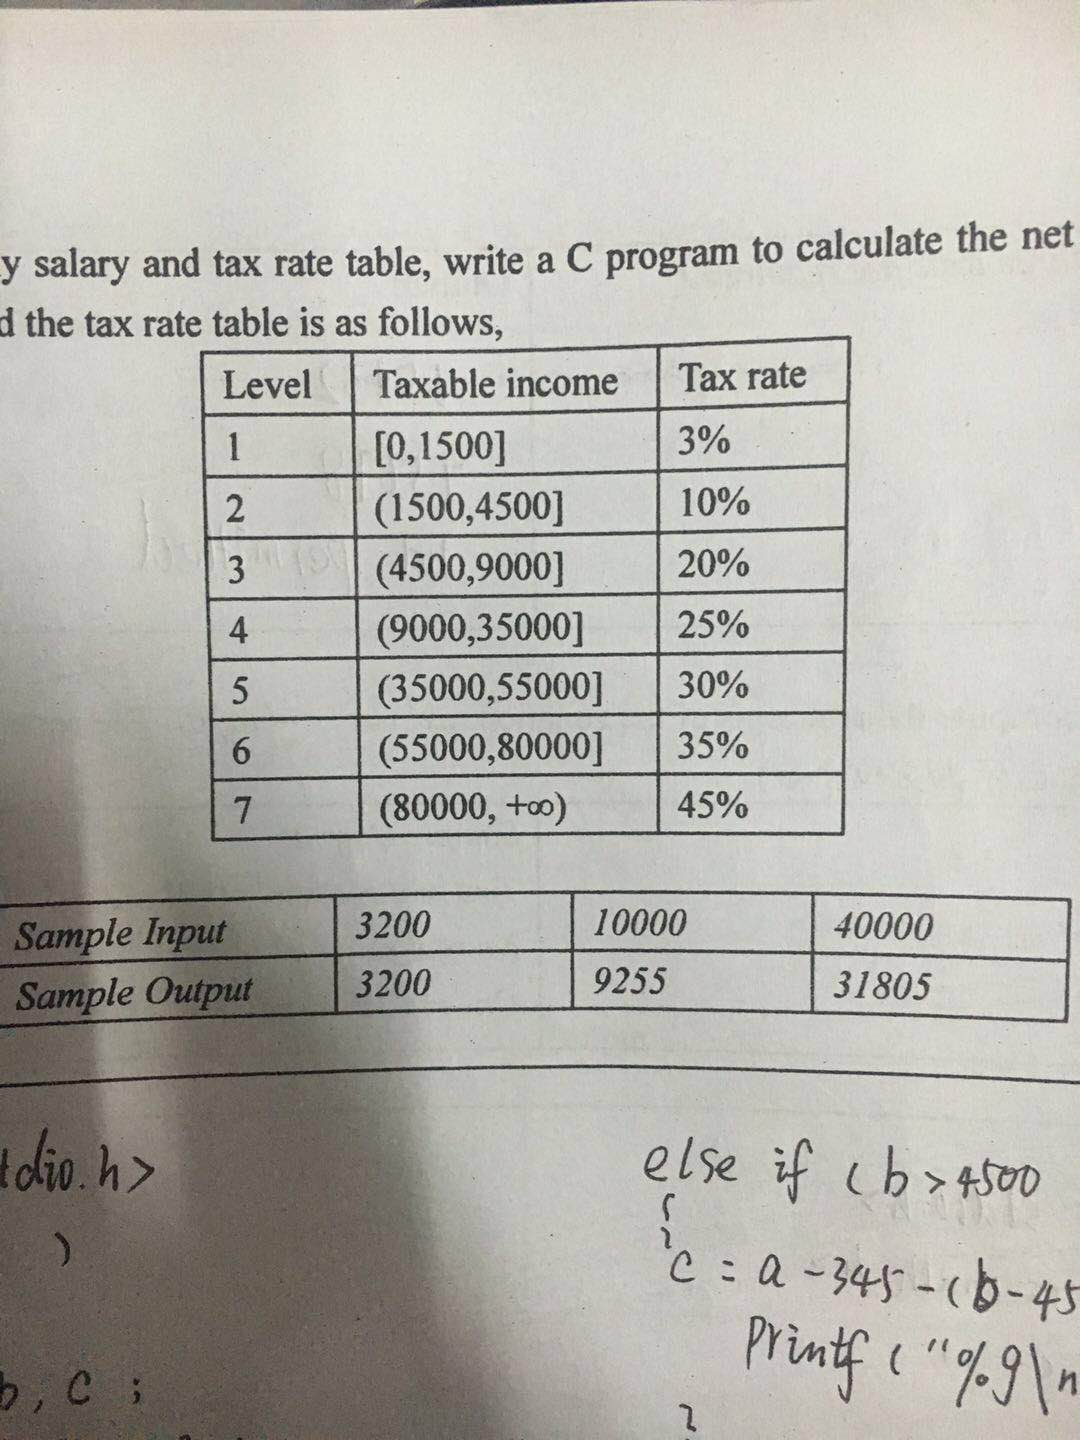 y salary and tax rate table, write a C program to calculate the net
d the tax rate table is as follows,
Level Taxable income Tax rate
1 [0,1500] 3%
2 (1500,4500] 10%
3 (4500,9000] 20%
4 (9000,35000] 25%
5 (35000,55000] 30%
6 (55000,80000] 35%
7 (80000, +∞) 45%
Sample Input 3200 10000 40000
Sample Output 3200 9255 31805
tdio.h>
)
b, c ;
else if (b>4500
{
c = a-345-(b-45
Printf ("%g\n
}